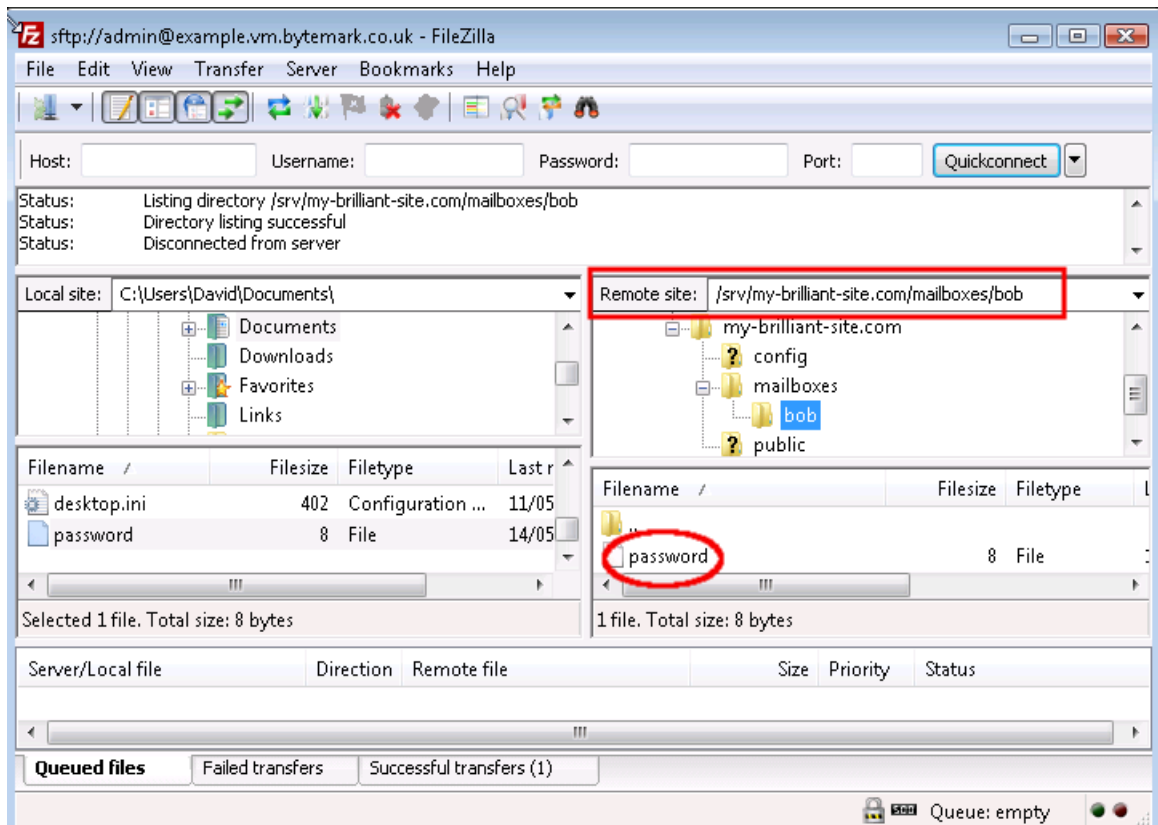 sftp://admin@example.vm.bytemark.co.uk - FileZilla
File Edit View Transfer Server Bookmarks Help
Host: Username: Password: Port: Quickconnect
Status: Listing directory /srv/my-brilliant-site.com/mailboxes/bob
Status: Directory listing successful
Status: Disconnected from server
Local site: C:\Users\David\Documents\
Documents
Downloads
Favorites
Links
Filename / Filesize Filetype Last r
desktop.ini 402 Configuration ... 11/05
password 8 File 14/05
Selected 1 file. Total size: 8 bytes
Remote site: /srv/my-brilliant-site.com/mailboxes/bob
my-brilliant-site.com
? config
mailboxes
bob
? public
Filename / Filesize Filetype L
..
password 8 File
1 file. Total size: 8 bytes
Server/Local file Direction Remote file Size Priority Status
Queued files Failed transfers Successful transfers (1)
Queue: empty